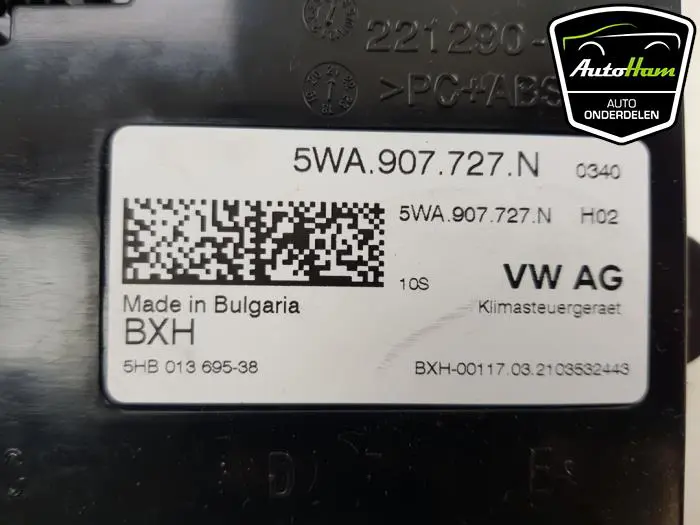 221290-
>PC+ABS
AutoHam
AUTO
ONDERDELEN
5WA.907.727.N 0340
5WA.907.727.N H02
10S VW AG
Made in Bulgaria
Klimasteuergeraet
BXH
5HB 013 695-38
BXH-00117.03.2103532443
D
E